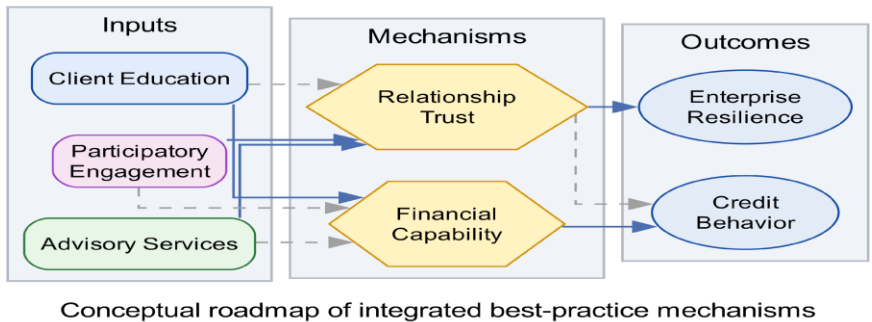 Inputs
Client Education
Participatory
Engagement
Advisory Services
Mechanisms
Relationship
Trust
Financial
Capability
Outcomes
Enterprise
Resilience
Credit
Behavior
Conceptual roadmap of integrated best-practice mechanisms